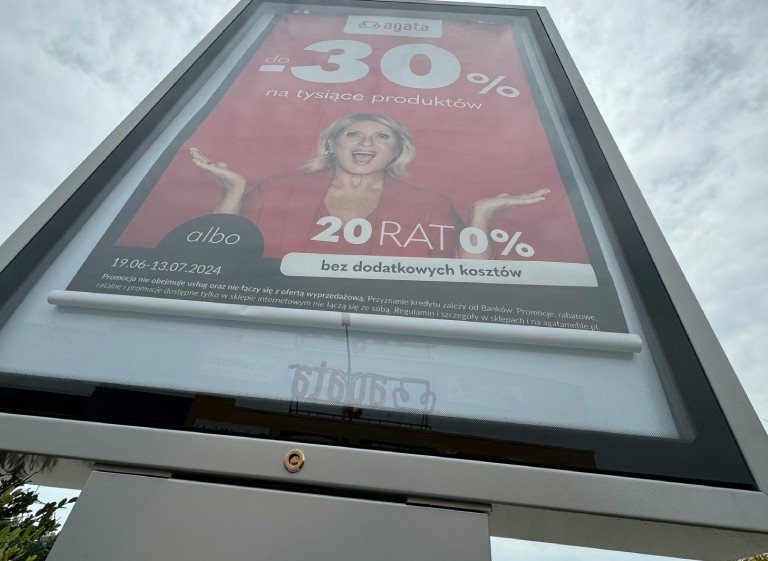 agata
do
-30%
na tysiące produktów
albo
20 RAT 0%
bez dodatkowych kosztów
19.06-13.07.2024
Promocja nie obejmuje usług oraz nie łączy się z ofertą wyprzedażową. Przyznanie kredytu zależy od Banków. Promocje: rabatowe,
ratalne i promocje dostępne tylko w sklepie internetowym nie łączą się ze sobą. Regulamin i szczegóły w sklepach i na agatameble.pl.
agata